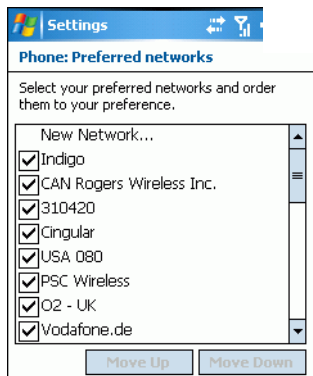 Settings
Phone: Preferred networks
Select your preferred networks and order
them to your preference.
New Network...
Indigo
CAN Rogers Wireless Inc.
310420
Cingular
USA 080
PSC Wireless
O2 - UK
Vodafone.de
Move Up Move Down